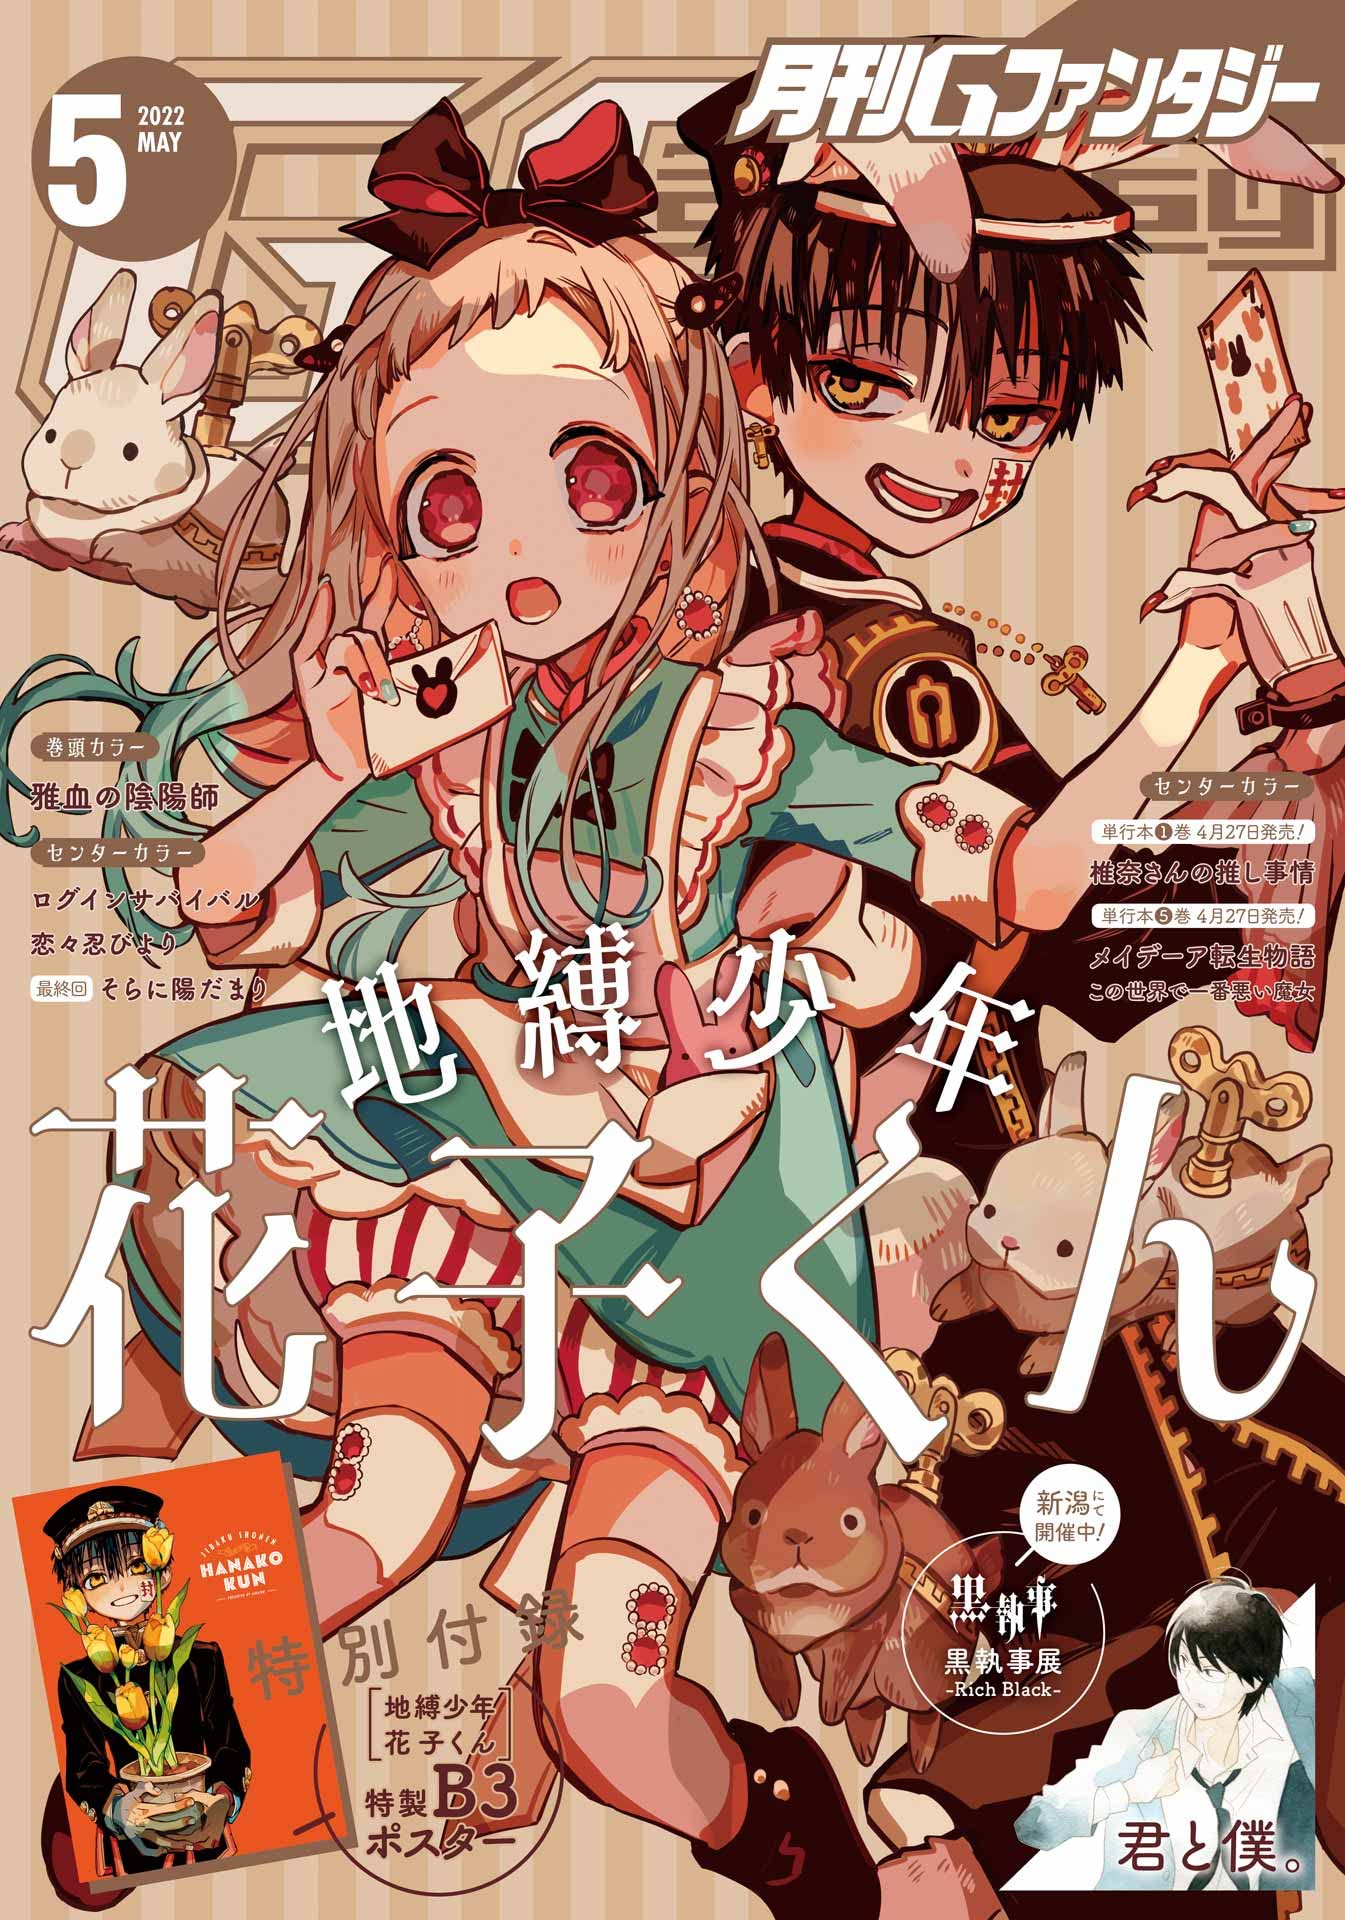 月刊Gファンタジー
5
2022
MAY
巻頭カラー
雅血の陰陽師
センターカラー
ログインサバイバル
恋々忍びより
最終回 そらに陽だまり
封
センターカラー
単行本1巻 4月27日発売!
椎奈さんの推し事情
単行本5巻 4月27日発売!
メイデーア転生物語
この世界で一番悪い魔女
地縛少年
花子くん
JIBAKU SHONEN
HANAKO
KUN
封
特別付録
[地縛少年
花子くん]
特製B3
ポスター
新潟にて
開催中!
黒執事
黒執事展
-Rich Black-
君と僕。